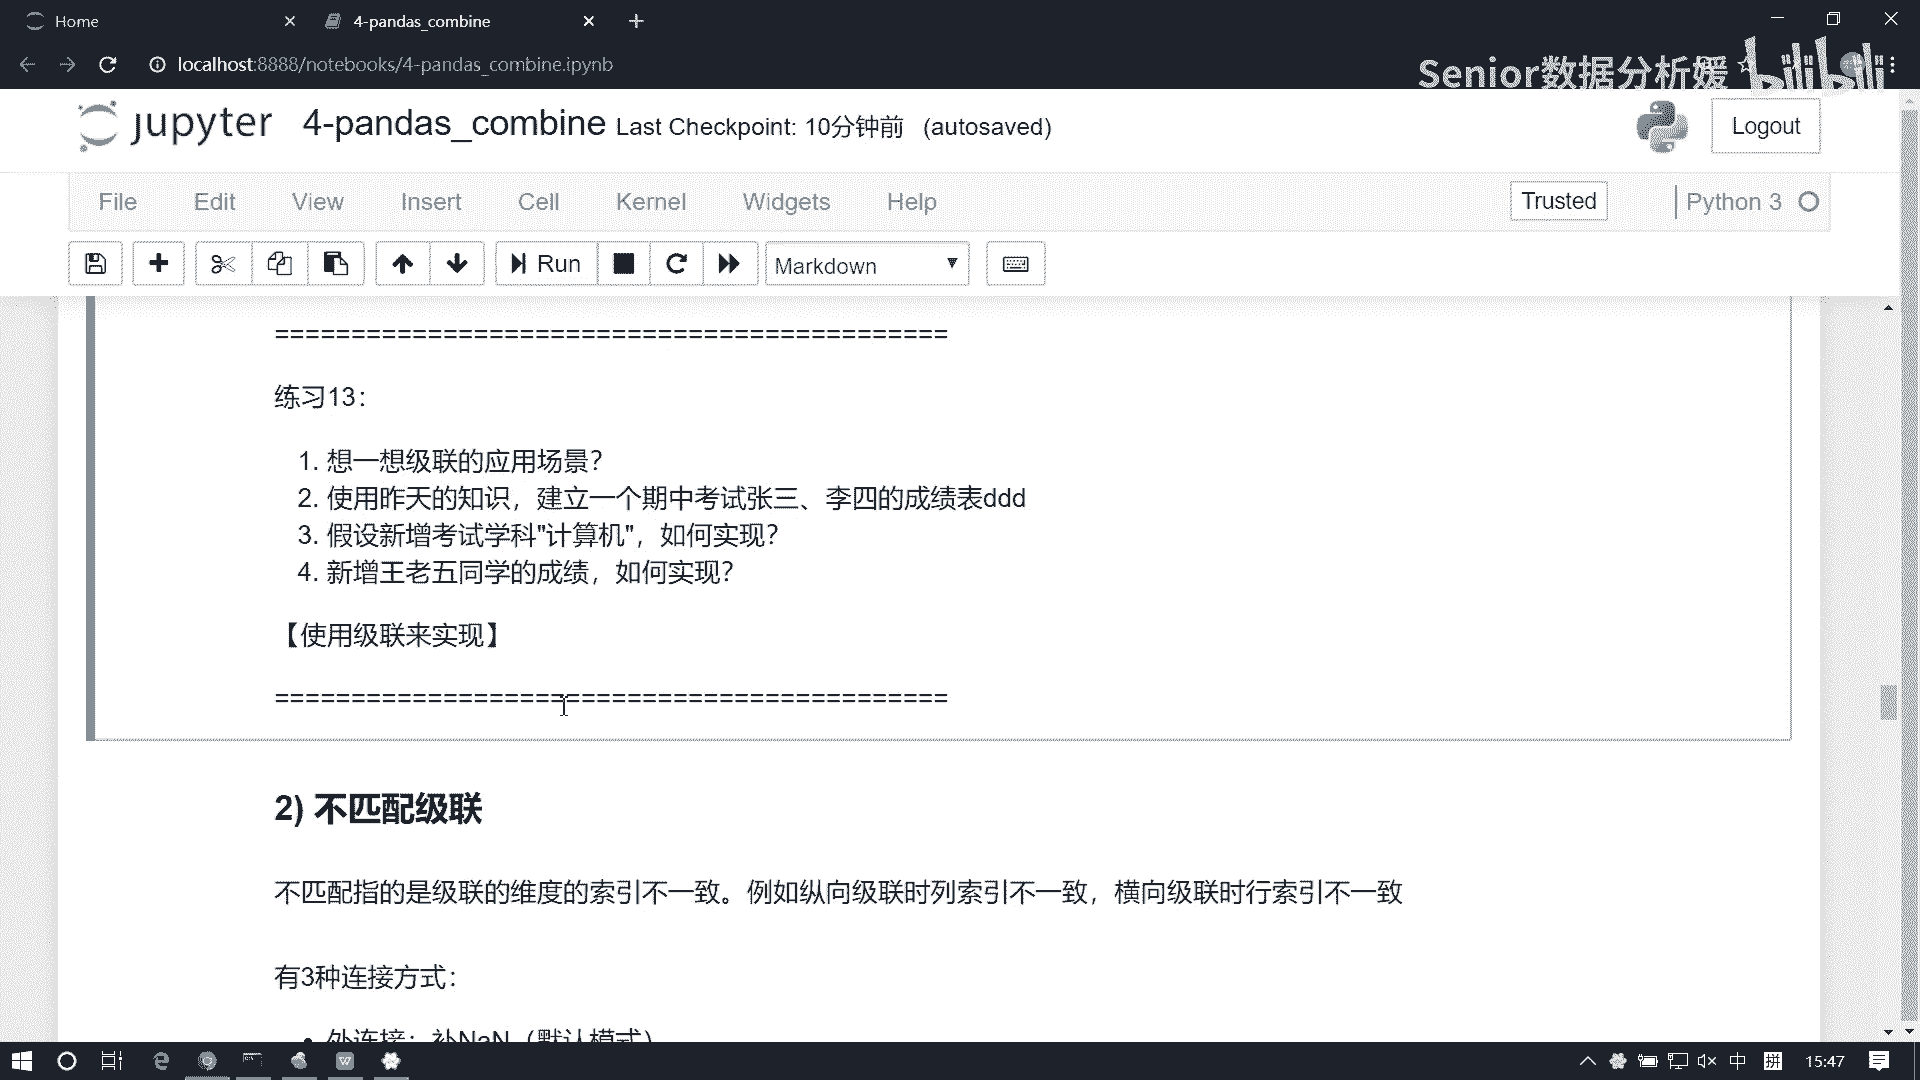 Home
4-pandas_combine
localhost:8888/notebooks/4-pandas_combine.ipynb
Senior数据分析媛 bilibili
jupyter 4-pandas_combine Last Checkpoint: 10分钟前 (autosaved)
Logout
File Edit View Insert Cell Kernel Widgets Help
Trusted Python 3
Run Markdown
==========================================
练习13：
1. 想一想级联的应用场景？
2. 使用昨天的知识，建立一个期中考试张三、李四的成绩表ddd
3. 假设新增考试学科"计算机"，如何实现？
4. 新增王老五同学的成绩，如何实现？
【使用级联来实现】
==========================================
2) 不匹配级联
不匹配指的是级联的维度的索引不一致。例如纵向级联时列索引不一致，横向级联时行索引不一致
有3种连接方式：
• 外连接：补NaN（默认模式）
中 拼 15:47